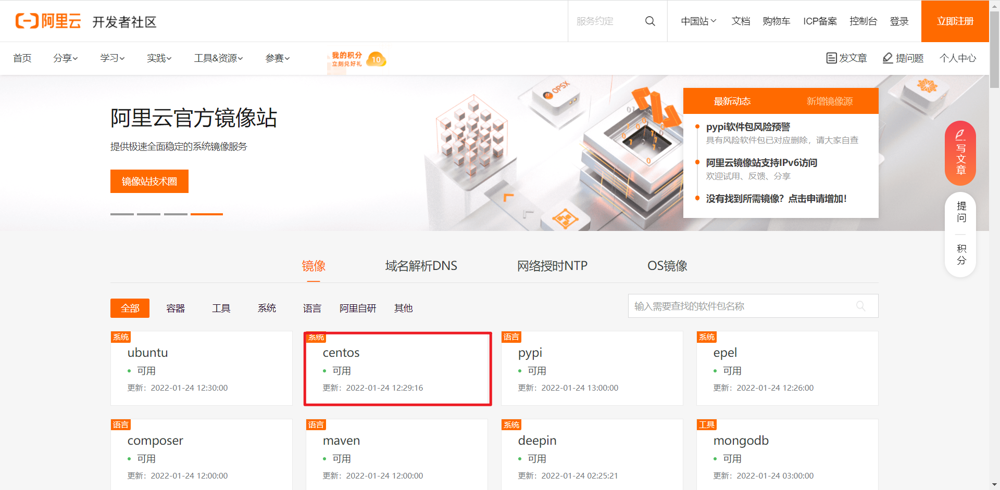 阿里云 开发者社区
服务约定
中国站 文档 购物车 ICP备案 控制台 登录 立即注册
首页 分享 学习 实践 工具&资源 参赛
我的积分
立刻兑好礼
10
发文章 提问题 个人中心
阿里云官方镜像站
提供极速全面稳定的系统镜像服务
镜像站技术圈
OPSX
最新动态 新增镜像源
pypi软件包风险预警
具有风险软件包已对应删除，请大家自查
阿里云镜像站支持IPv6访问
欢迎试用、反馈、分享
没有找到所需镜像？点击申请增加！
写文章
提问
积分
镜像 域名解析DNS 网络授时NTP OS镜像
全部 容器 工具 系统 语言 阿里自研 其他
输入需要查找的软件包名称
系统
ubuntu
可用
更新：2022-01-24 12:30:00
系统
centos
可用
更新：2022-01-24 12:29:16
语言
pypi
可用
更新：2022-01-24 13:00:00
系统
epel
可用
更新：2022-01-24 12:26:00
语言
composer
可用
更新：2022-01-24 12:00:00
语言
maven
可用
更新：2022-01-24 12:00:00
系统
deepin
可用
更新：2022-01-24 02:25:21
工具
mongodb
可用
更新：2022-01-24 03:00:00